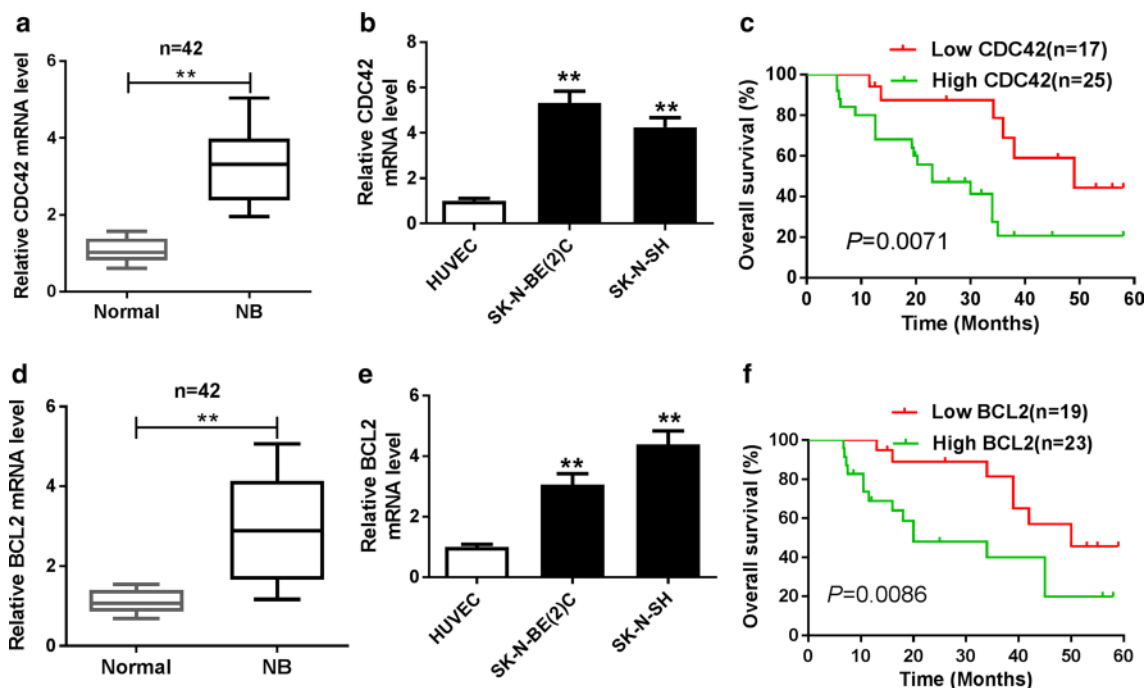 a
n=42
**
Relative CDC42 mRNA level
6
4
2
0
Normal
NB
b
Relative CDC42
mRNA level
8
6
4
2
0
**
**
HUVEC
SK-N-BE(2)C
SK-N-SH
c
Low CDC42(n=17)
High CDC42(n=25)
Overall survival (%)
100
80
60
40
20
0
P=0.0071
0
10
20
30
40
50
60
Time (Months)
d
n=42
**
Relative BCL2 mRNA level
6
4
2
0
Normal
NB
e
Relative BCL2
mRNA level
6
4
2
0
**
**
HUVEC
SK-N-BE(2)C
SK-N-SH
f
Low BCL2(n=19)
High BCL2(n=23)
Overall survival (%)
100
80
60
40
20
P=0.0086
0
10
20
30
40
50
60
Time (Months)